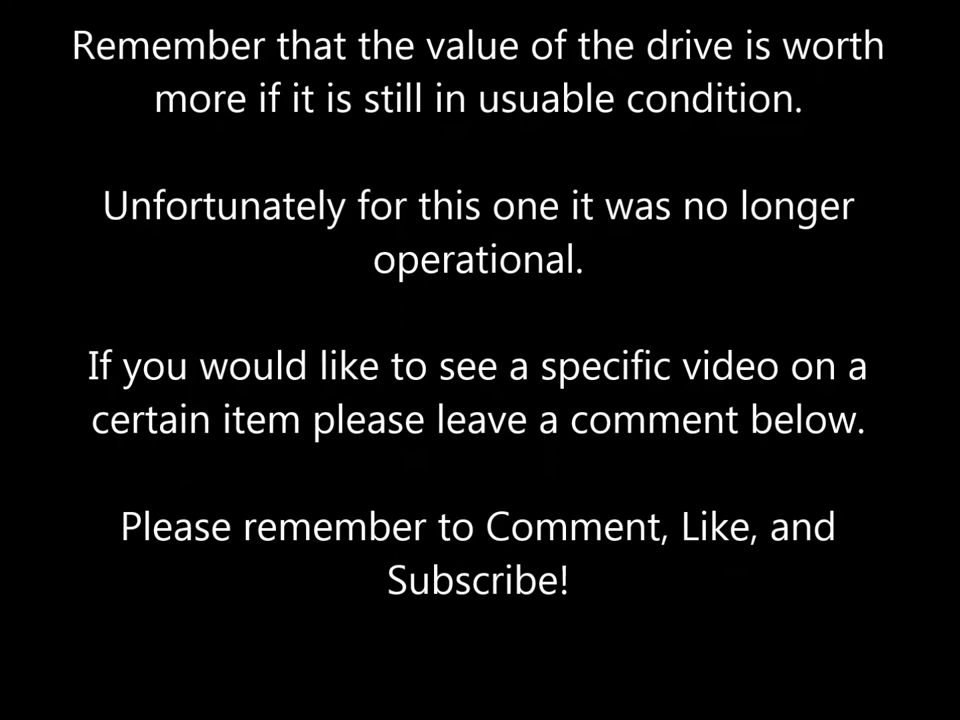 Remember that the value of the drive is worth
more if it is still in usuable condition.
Unfortunately for this one it was no longer
operational.
If you would like to see a specific video on a
certain item please leave a comment below.
Please remember to Comment, Like, and
Subscribe!